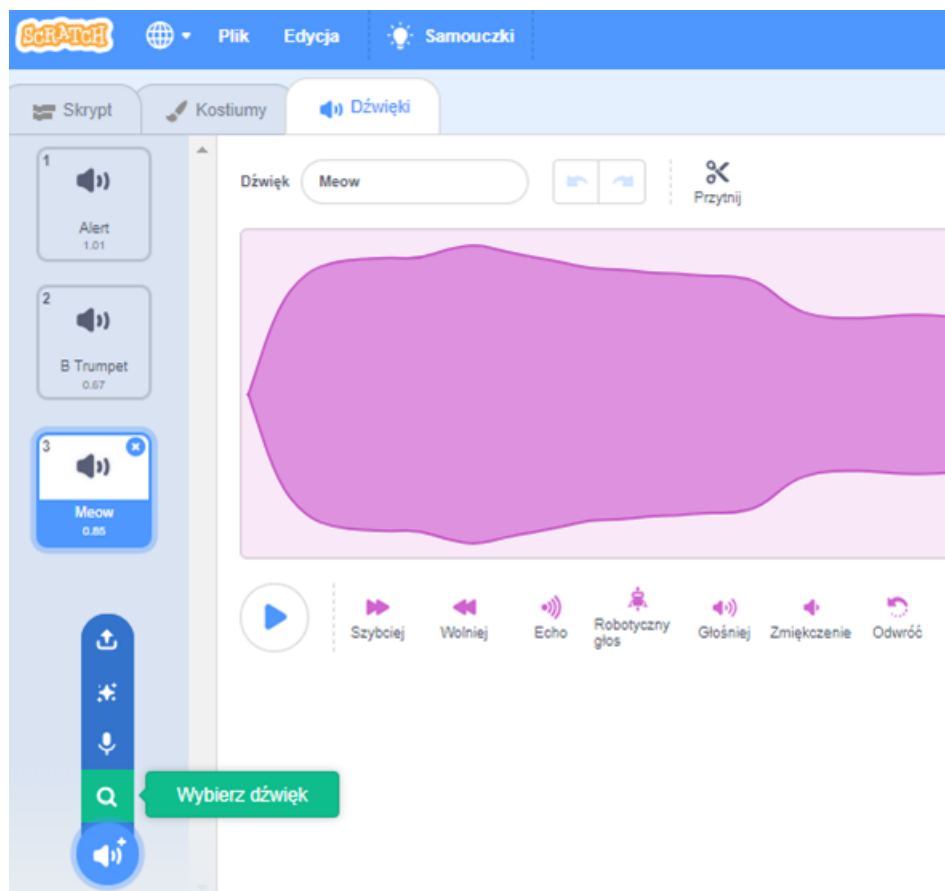 SCRATCH Plik Edycja Samouczki
Skrypt Kostiumy Dźwięki
1
Alert
1.01
2
B Trumpet
0.67
3
Meow
0.85
Dźwięk Meow
Przytnij
Szybciej Wolniej Echo Robotyczny głos Głośniej Zmiękczenie Odwróć
Wybierz dźwięk